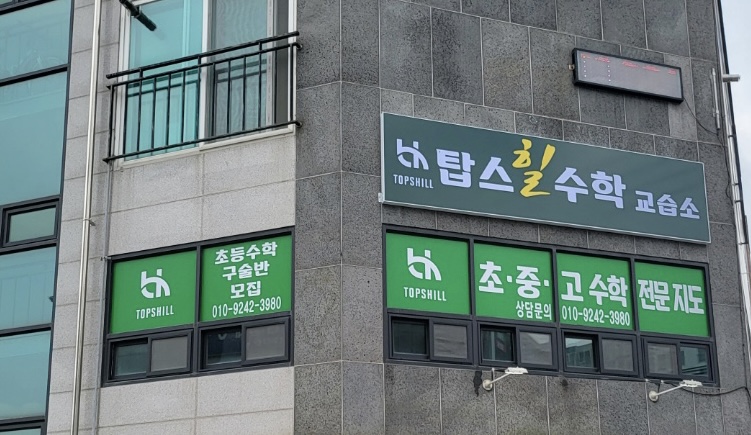 TOPSHILL
탑스힐수학 교습소
TOPSHILL
초등수학
구술반
모집
010-9242-3980
TOPSHILL
초·중·고 수학 전문 지도
상담문의 010-9242-3980